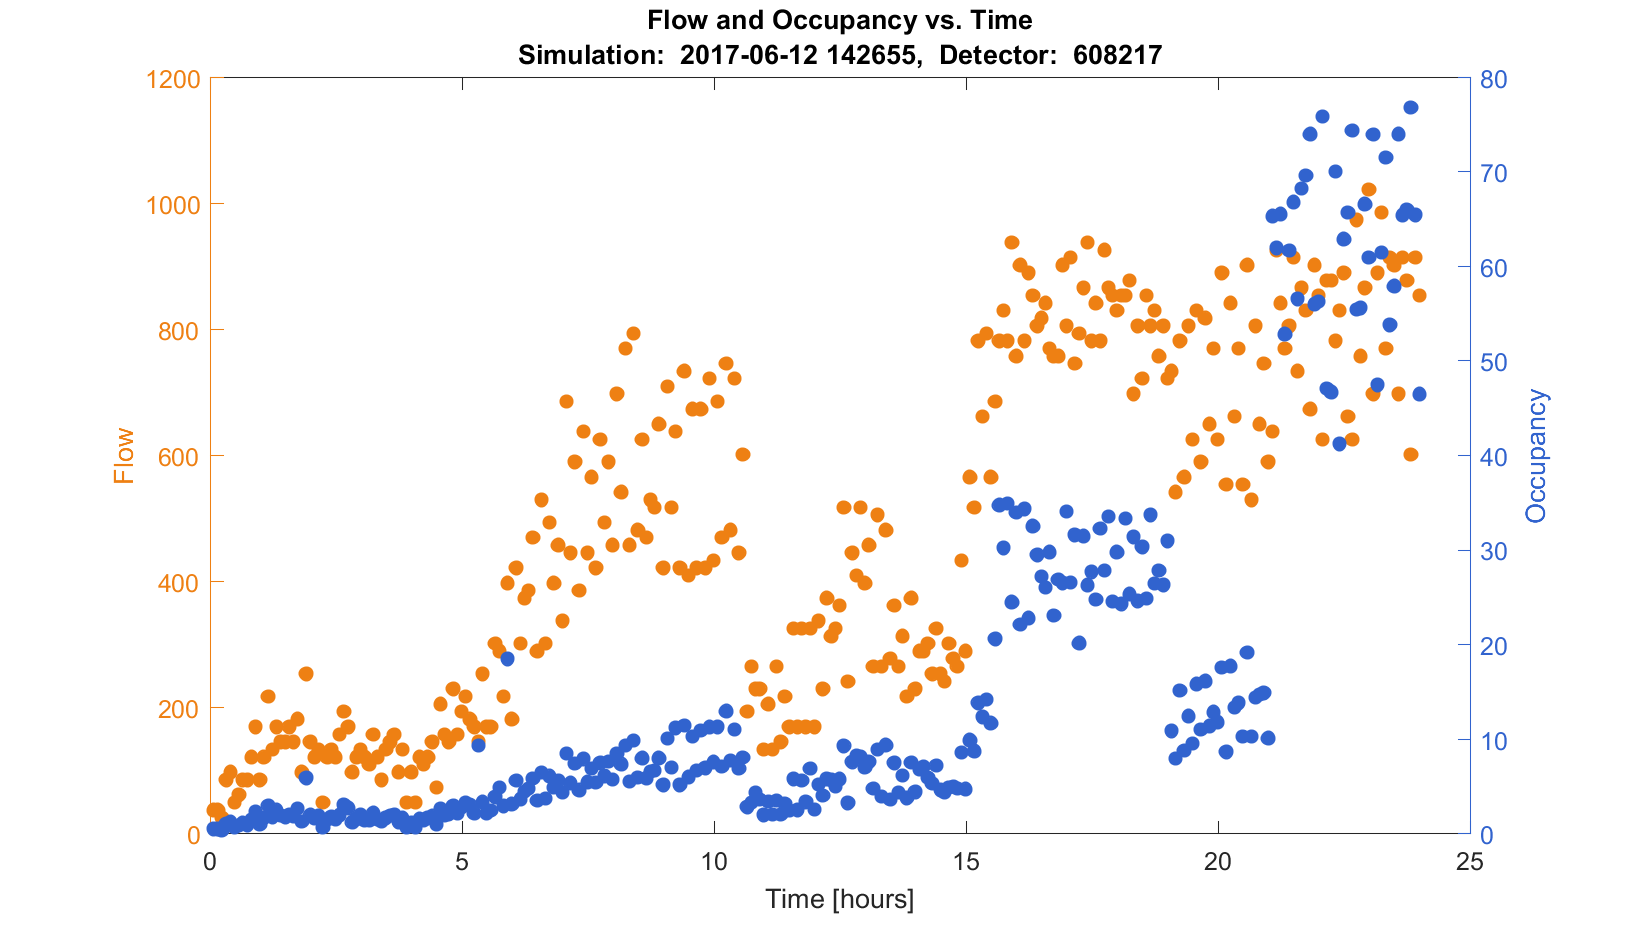 Flow and Occupancy vs. Time
Simulation:  2017-06-12 142655,  Detector:  608217
1200
1000
800
600
400
200
0
Flow
80
70
60
50
40
30
20
10
0
Occupancy
0 5 10 15 20 25
Time [hours]